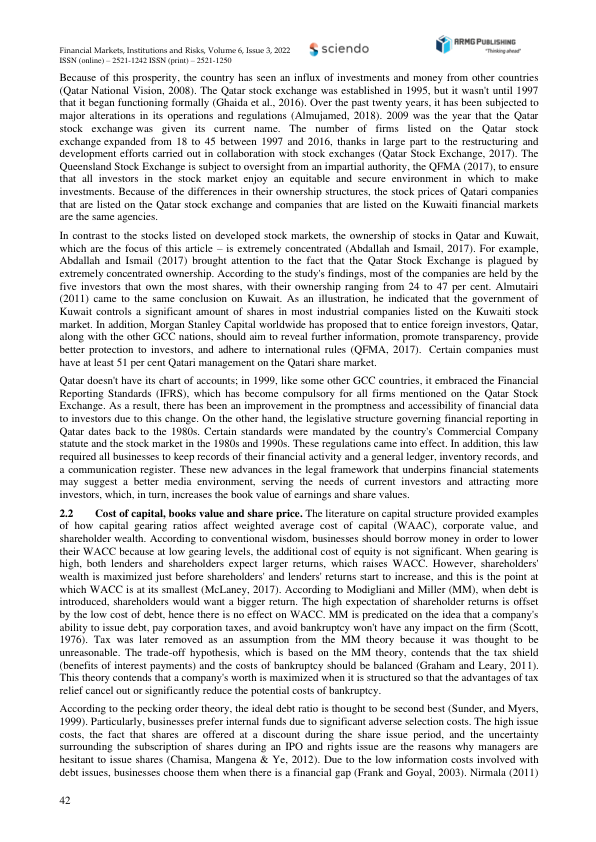 Financial Markets, Institutions and Risks, Volume 6, Issue 3, 2022
ISSN (online) – 2521-1242 ISSN (print) – 2521-1250
sciendo
ARMG PUBLISHING
"Thinking ahead"
Because of this prosperity, the country has seen an influx of investments and money from other countries
(Qatar National Vision, 2008). The Qatar stock exchange was established in 1995, but it wasn't until 1997
that it began functioning formally (Ghaida et al., 2016). Over the past twenty years, it has been subjected to
major alterations in its operations and regulations (Almujamed, 2018). 2009 was the year that the Qatar
stock exchange was given its current name. The number of firms listed on the Qatar stock
exchange expanded from 18 to 45 between 1997 and 2016, thanks in large part to the restructuring and
development efforts carried out in collaboration with stock exchanges (Qatar Stock Exchange, 2017). The
Queensland Stock Exchange is subject to oversight from an impartial authority, the QFMA (2017), to ensure
that all investors in the stock market enjoy an equitable and secure environment in which to make
investments. Because of the differences in their ownership structures, the stock prices of Qatari companies
that are listed on the Qatar stock exchange and companies that are listed on the Kuwaiti financial markets
are the same agencies.
In contrast to the stocks listed on developed stock markets, the ownership of stocks in Qatar and Kuwait,
which are the focus of this article – is extremely concentrated (Abdallah and Ismail, 2017). For example,
Abdallah and Ismail (2017) brought attention to the fact that the Qatar Stock Exchange is plagued by
extremely concentrated ownership. According to the study's findings, most of the companies are held by the
five investors that own the most shares, with their ownership ranging from 24 to 47 per cent. Almutairi
(2011) came to the same conclusion on Kuwait. As an illustration, he indicated that the government of
Kuwait controls a significant amount of shares in most industrial companies listed on the Kuwaiti stock
market. In addition, Morgan Stanley Capital worldwide has proposed that to entice foreign investors, Qatar,
along with the other GCC nations, should aim to reveal further information, promote transparency, provide
better protection to investors, and adhere to international rules (QFMA, 2017). Certain companies must
have at least 51 per cent Qatari management on the Qatari share market.
Qatar doesn't have its chart of accounts; in 1999, like some other GCC countries, it embraced the Financial
Reporting Standards (IFRS), which has become compulsory for all firms mentioned on the Qatar Stock
Exchange. As a result, there has been an improvement in the promptness and accessibility of financial data
to investors due to this change. On the other hand, the legislative structure governing financial reporting in
Qatar dates back to the 1980s. Certain standards were mandated by the country's Commercial Company
statute and the stock market in the 1980s and 1990s. These regulations came into effect. In addition, this law
required all businesses to keep records of their financial activity and a general ledger, inventory records, and
a communication register. These new advances in the legal framework that underpins financial statements
may suggest a better media environment, serving the needs of current investors and attracting more
investors, which, in turn, increases the book value of earnings and share values.
2.2 Cost of capital, books value and share price. The literature on capital structure provided examples
of how capital gearing ratios affect weighted average cost of capital (WAAC), corporate value, and
shareholder wealth. According to conventional wisdom, businesses should borrow money in order to lower
their WACC because at low gearing levels, the additional cost of equity is not significant. When gearing is
high, both lenders and shareholders expect larger returns, which raises WACC. However, shareholders'
wealth is maximized just before shareholders' and lenders' returns start to increase, and this is the point at
which WACC is at its smallest (McLaney, 2017). According to Modigliani and Miller (MM), when debt is
introduced, shareholders would want a bigger return. The high expectation of shareholder returns is offset
by the low cost of debt, hence there is no effect on WACC. MM is predicated on the idea that a company's
ability to issue debt, pay corporation taxes, and avoid bankruptcy won't have any impact on the firm (Scott,
1976). Tax was later removed as an assumption from the MM theory because it was thought to be
unreasonable. The trade-off hypothesis, which is based on the MM theory, contends that the tax shield
(benefits of interest payments) and the costs of bankruptcy should be balanced (Graham and Leary, 2011).
This theory contends that a company's worth is maximized when it is structured so that the advantages of tax
relief cancel out or significantly reduce the potential costs of bankruptcy.
According to the pecking order theory, the ideal debt ratio is thought to be second best (Sunder, and Myers,
1999). Particularly, businesses prefer internal funds due to significant adverse selection costs. The high issue
costs, the fact that shares are offered at a discount during the share issue period, and the uncertainty
surrounding the subscription of shares during an IPO and rights issue are the reasons why managers are
hesitant to issue shares (Chamisa, Mangena & Ye, 2012). Due to the low information costs involved with
debt issues, businesses choose them when there is a financial gap (Frank and Goyal, 2003). Nirmala (2011)
42